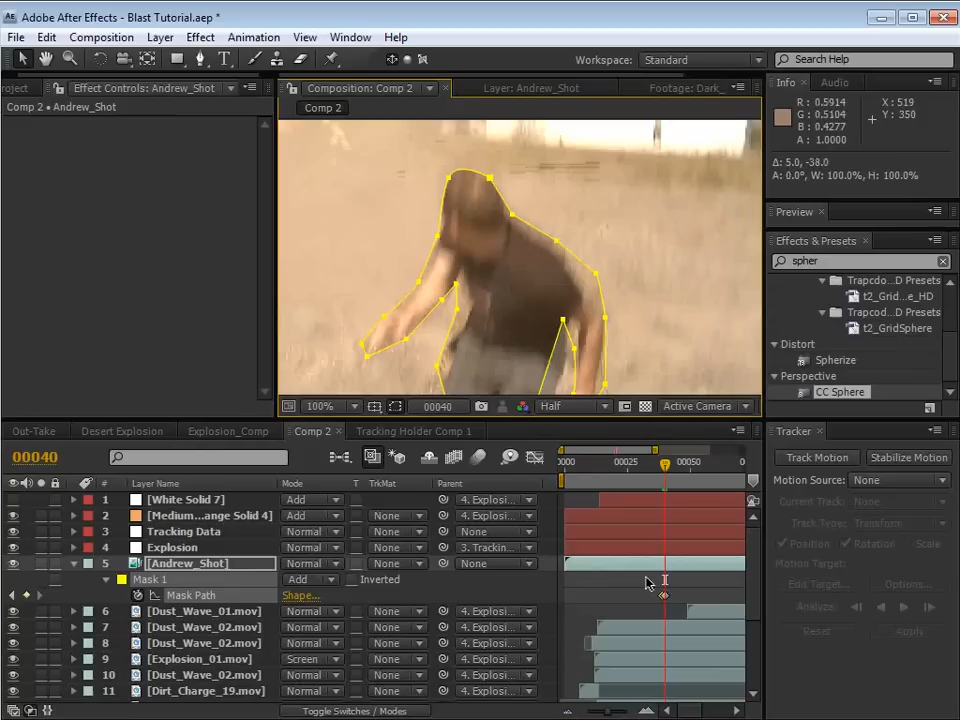 Adobe After Effects - Blast Tutorial.aep *
File Edit Composition Layer Effect Animation View Window Help
Workspace: Standard Search Help
roject Effect Controls: Andrew_Shot Composition: Comp 2 Layer: Andrew_Shot Footage: Dark_ Info Audio
Comp 2 • Andrew_Shot Comp 2
R: 0.5914 X: 519
G: 0.5104 Y: 350
B: 0.4277
A: 1.0000
Δ: 5.0, -38.0
A: 0.0°, W: 100.0%, H: 100.0%
Preview
Effects & Presets
spher
Trapcod...D Presets
t2_Grid...e_HD
Trapcod...D Presets
t2_GridSphere
Distort
Spherize
Perspective
CC Sphere
100% 00040 Half Active Camera
Out-Take Desert Explosion Explosion_Comp Comp 2 Tracking Holder Comp 1
00040
0000 00025 00050 0
# Layer Name Mode T TrkMat Parent
1 [White Solid 7] Add 4. Explosi...
2 [Medium...ange Solid 4] Add None 4. Explosi...
3 Tracking Data Normal None None
4 Explosion Normal None 3. Trackin...
5 [Andrew_Shot] Normal None None
Mask 1 Add Inverted
Mask Path Shape...
6 [Dust_Wave_01.mov] Normal None 4. Explosi...
7 [Dust_Wave_02.mov] Normal None 4. Explosi...
8 [Dust_Wave_02.mov] Normal None 4. Explosi...
9 [Explosion_01.mov] Screen None 4. Explosi...
10 [Dust_Wave_02.mov] Normal None 4. Explosi...
11 [Dirt_Charge_19.mov] Normal None 4. Explosi...
Toggle Switches / Modes
Tracker
Track Motion Stabilize Motion
Motion Source: None
Current Track: None
Track Type: Transform
Position Rotation Scale
Motion Target:
Edit Target... Options...
Analyze:
Reset Apply